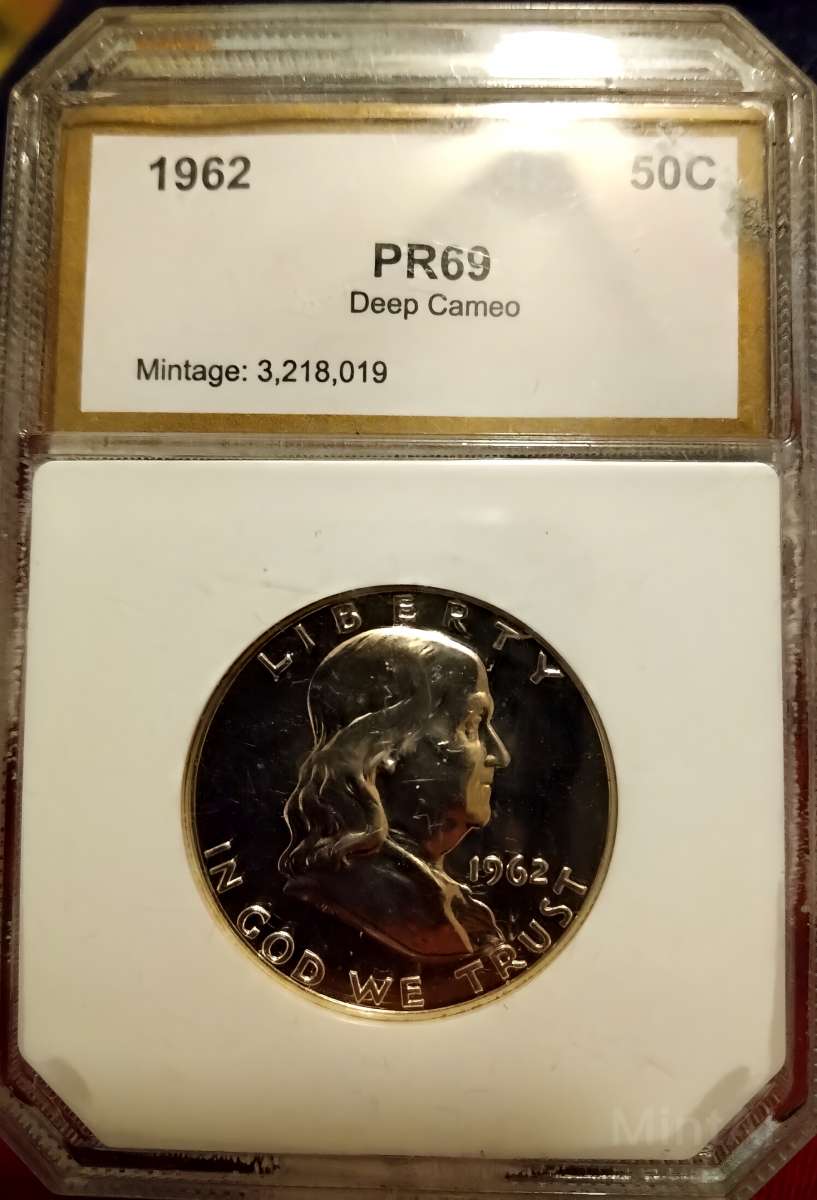 1962 50C
PR69
Deep Cameo
Mintage: 3,218,019
LIBERTY
1962
IN GOD WE TRUST